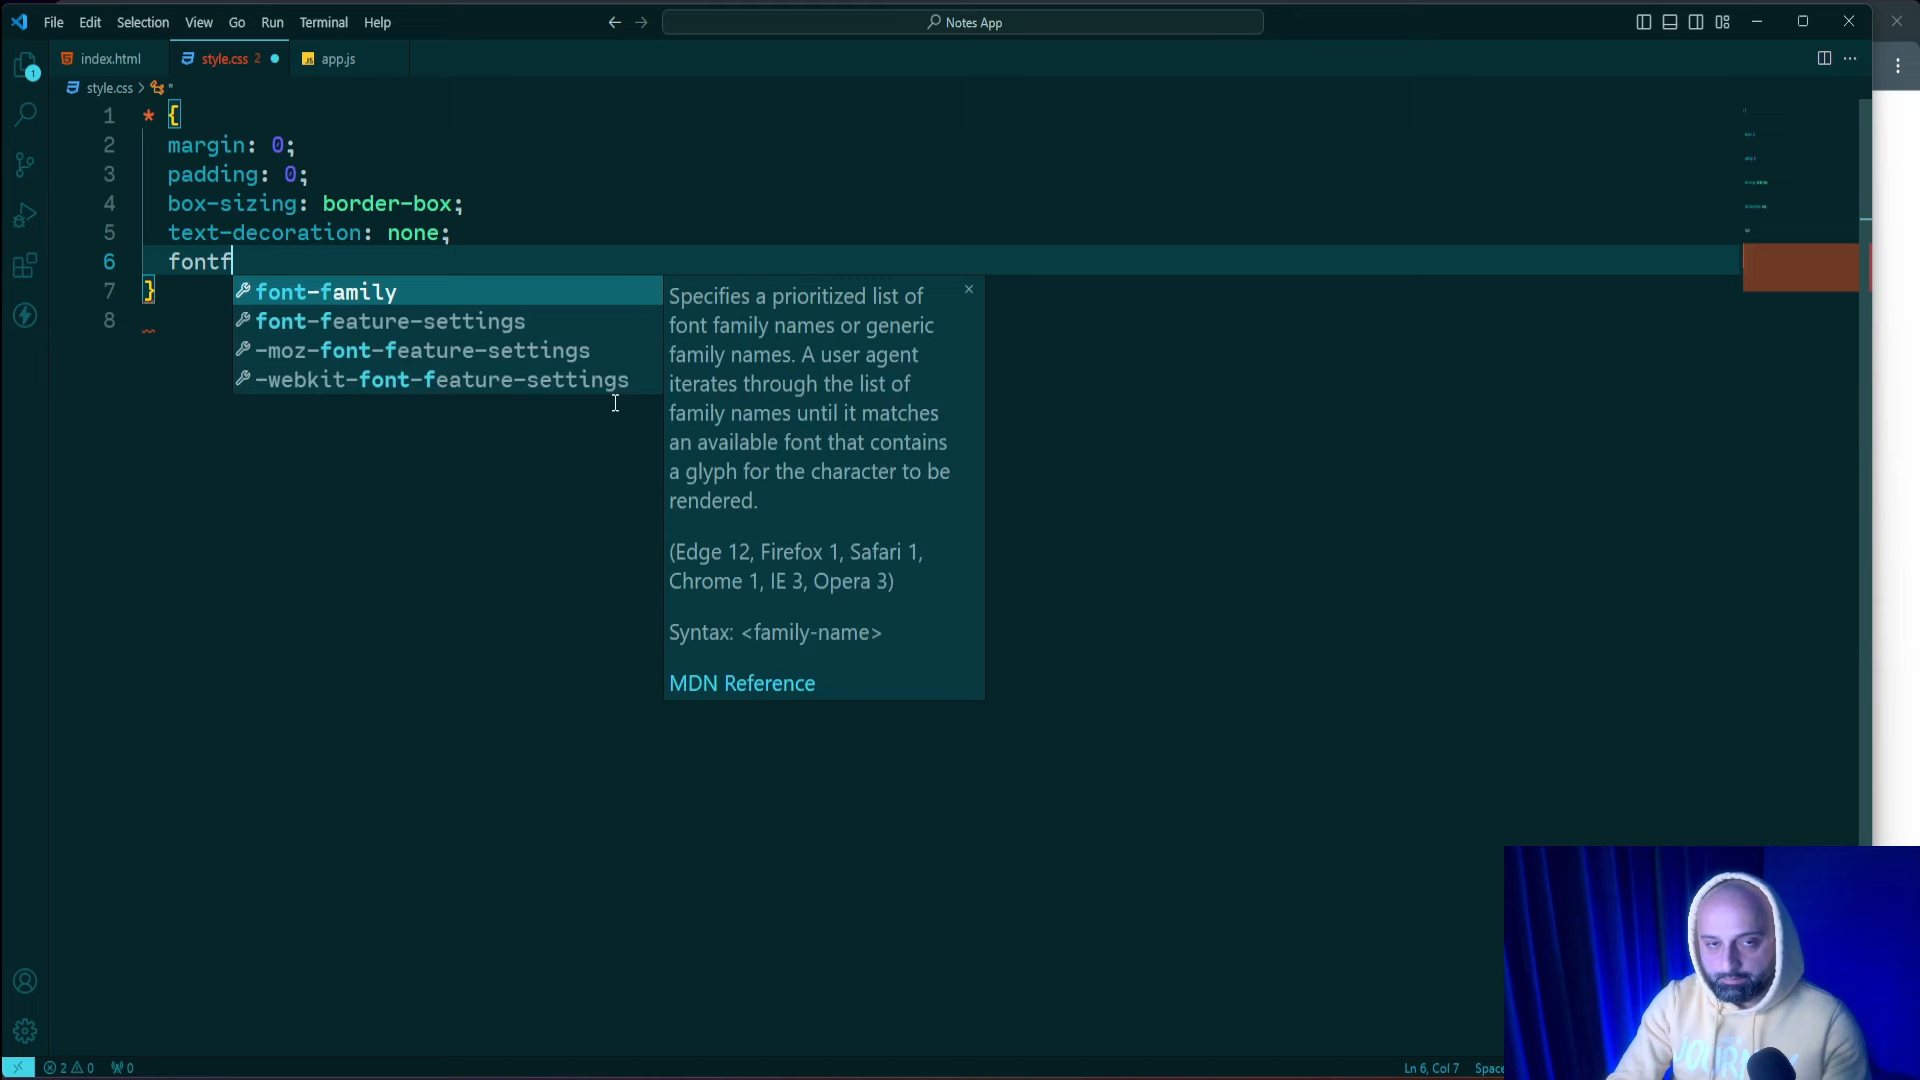 File Edit Selection View Go Run Terminal Help
Notes App
index.html
style.css 2
app.js
style.css > *
1 * {
2 margin: 0;
3 padding: 0;
4 box-sizing: border-box;
5 text-decoration: none;
6 fontf
7 }
8
font-family
font-feature-settings
-moz-font-feature-settings
-webkit-font-feature-settings
Specifies a prioritized list of
font family names or generic
family names. A user agent
iterates through the list of
family names until it matches
an available font that contains
a glyph for the character to be
rendered.
(Edge 12, Firefox 1, Safari 1,
Chrome 1, IE 3, Opera 3)
Syntax: <family-name>
MDN Reference
1
2 0 0
Ln 6, Col 7